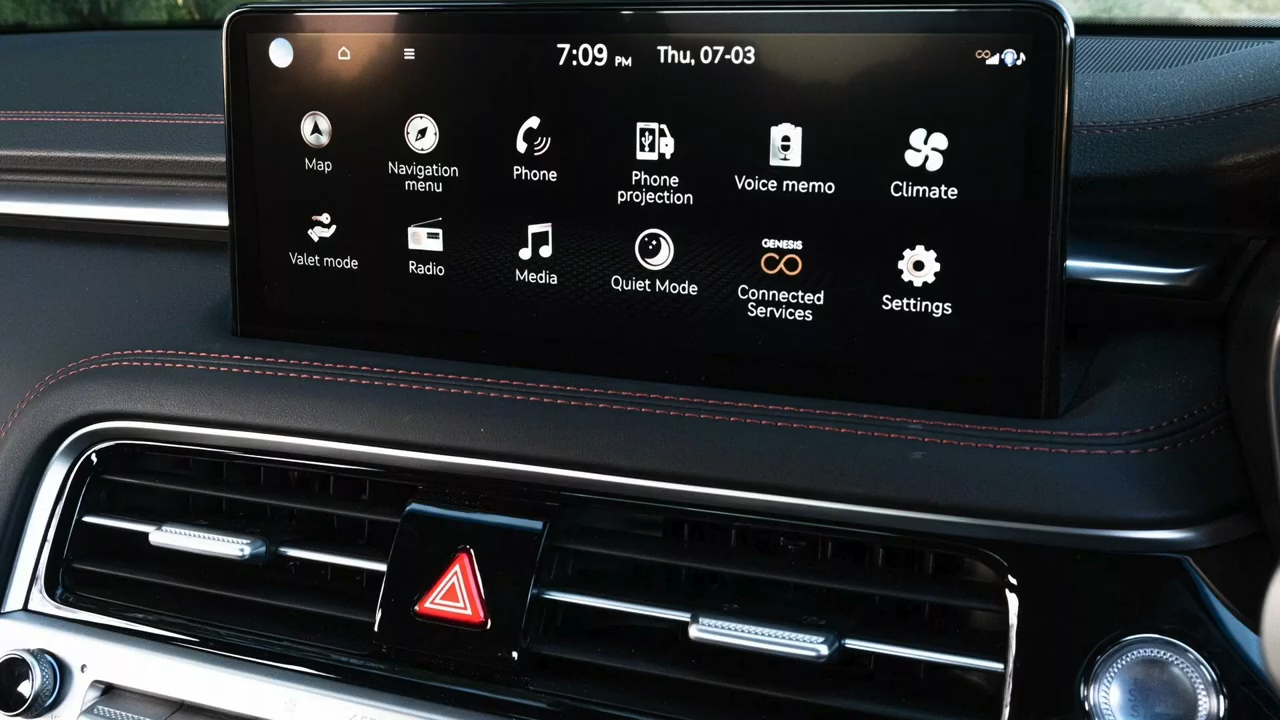 7:09 PM Thu, 07-03
Map
Navigation
menu
Phone
Phone
projection
Voice memo
Climate
Valet mode
Radio
Media
Quiet Mode
GENESIS
Connected
Services
Settings